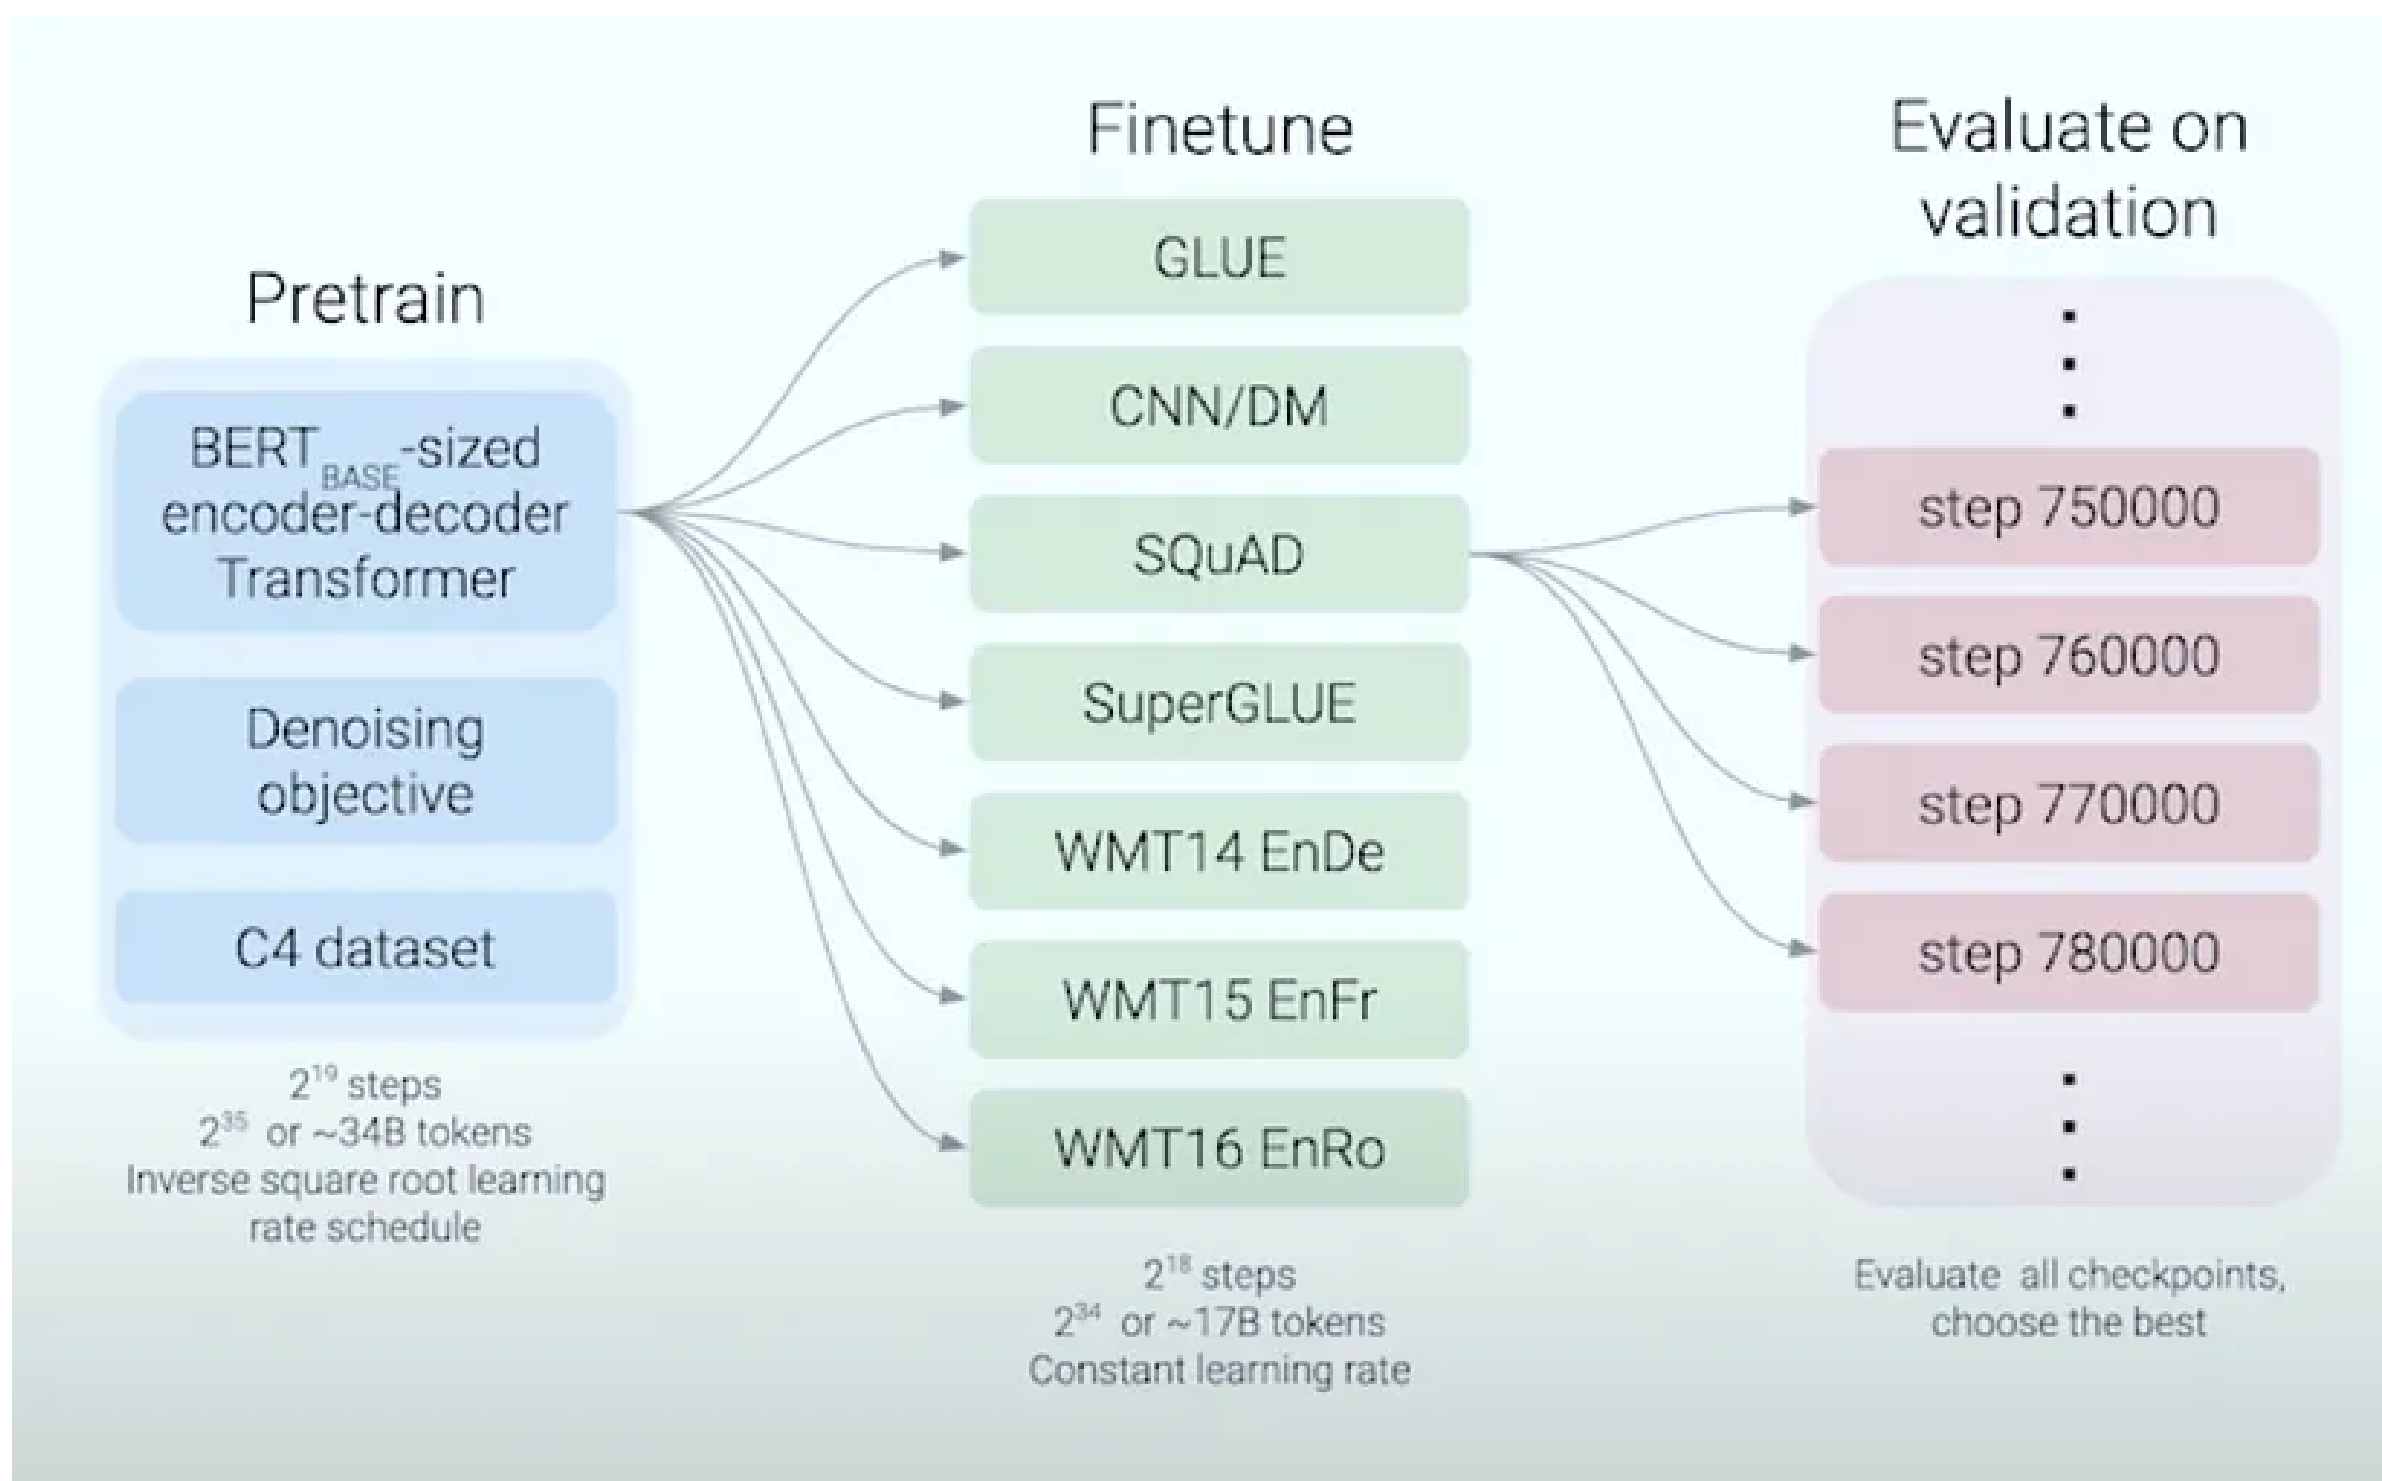 Pretrain
BERT BASE-sized
encoder-decoder
Transformer
Denoising
objective
C4 dataset
2¹⁹ steps
2³⁵ or ~34B tokens
Inverse square root learning
rate schedule
Finetune
GLUE
CNN/DM
SQuAD
SuperGLUE
WMT14 EnDe
WMT15 EnFr
WMT16 EnRo
2¹⁸ steps
2³⁴ or ~17B tokens
Constant learning rate
Evaluate on
validation
step 750000
step 760000
step 770000
step 780000
Evaluate all checkpoints,
choose the best